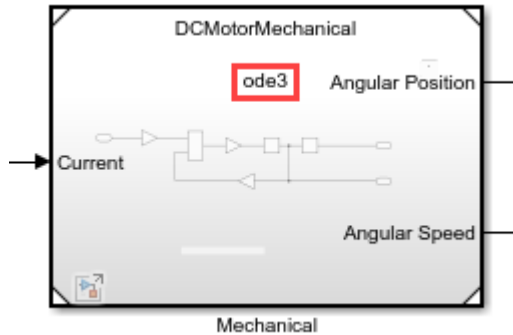 DCMotorMechanical
ode3
Angular Position
Current
Angular Speed
Mechanical